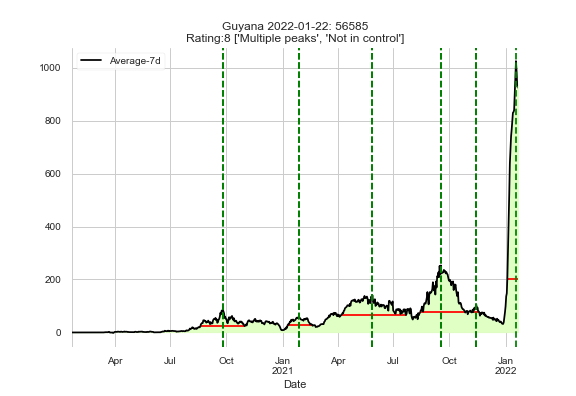 Guyana 2022-01-22: 56585
Rating:8 ['Multiple peaks', 'Not in control']
Average-7d
1000
800
600
400
200
0
Apr
Jul
Oct
Jan
2021
Apr
Jul
Oct
Jan
2022
Date